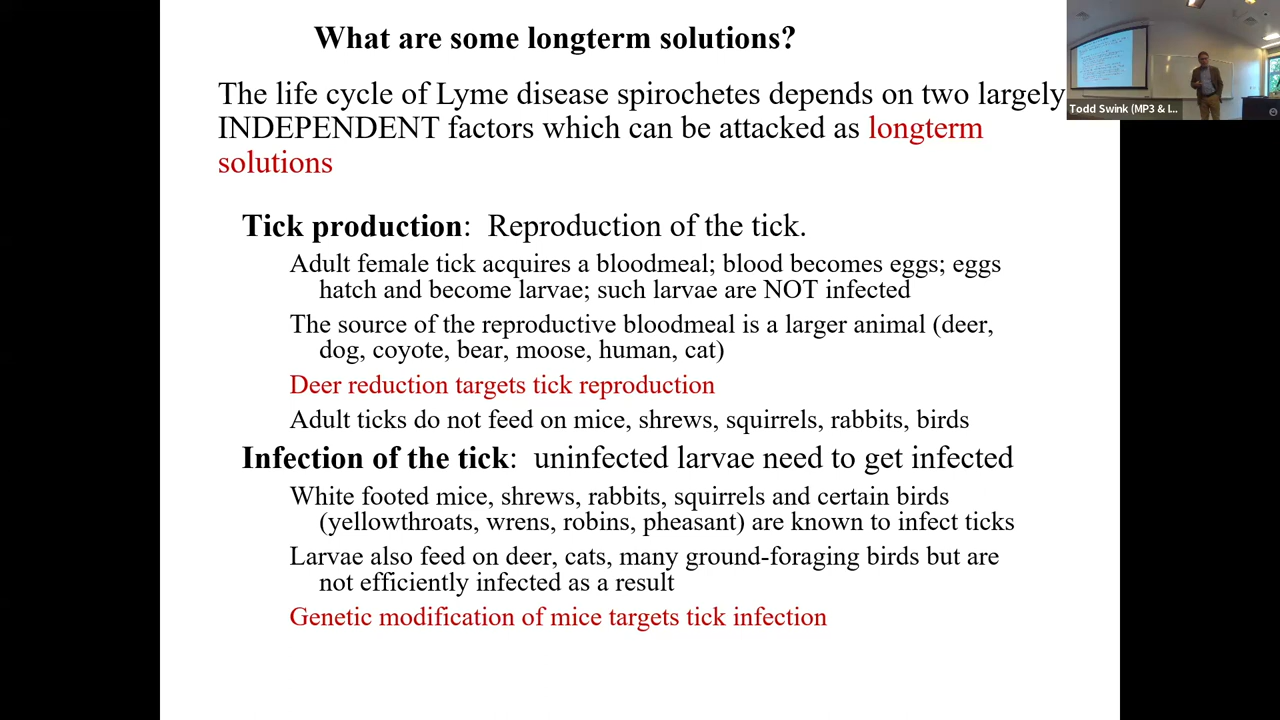 What are some longterm solutions?
The life cycle of Lyme disease spirochetes depends on two largely
INDEPENDENT factors which can be attacked as longterm
solutions
Tick production: Reproduction of the tick.
Adult female tick acquires a bloodmeal; blood becomes eggs; eggs
hatch and become larvae; such larvae are NOT infected
The source of the reproductive bloodmeal is a larger animal (deer,
dog, coyote, bear, moose, human, cat)
Deer reduction targets tick reproduction
Adult ticks do not feed on mice, shrews, squirrels, rabbits, birds
Infection of the tick: uninfected larvae need to get infected
White footed mice, shrews, rabbits, squirrels and certain birds
(yellowthroats, wrens, robins, pheasant) are known to infect ticks
Larvae also feed on deer, cats, many ground-foraging birds but are
not efficiently infected as a result
Genetic modification of mice targets tick infection
Todd Swink (MP3 & I...